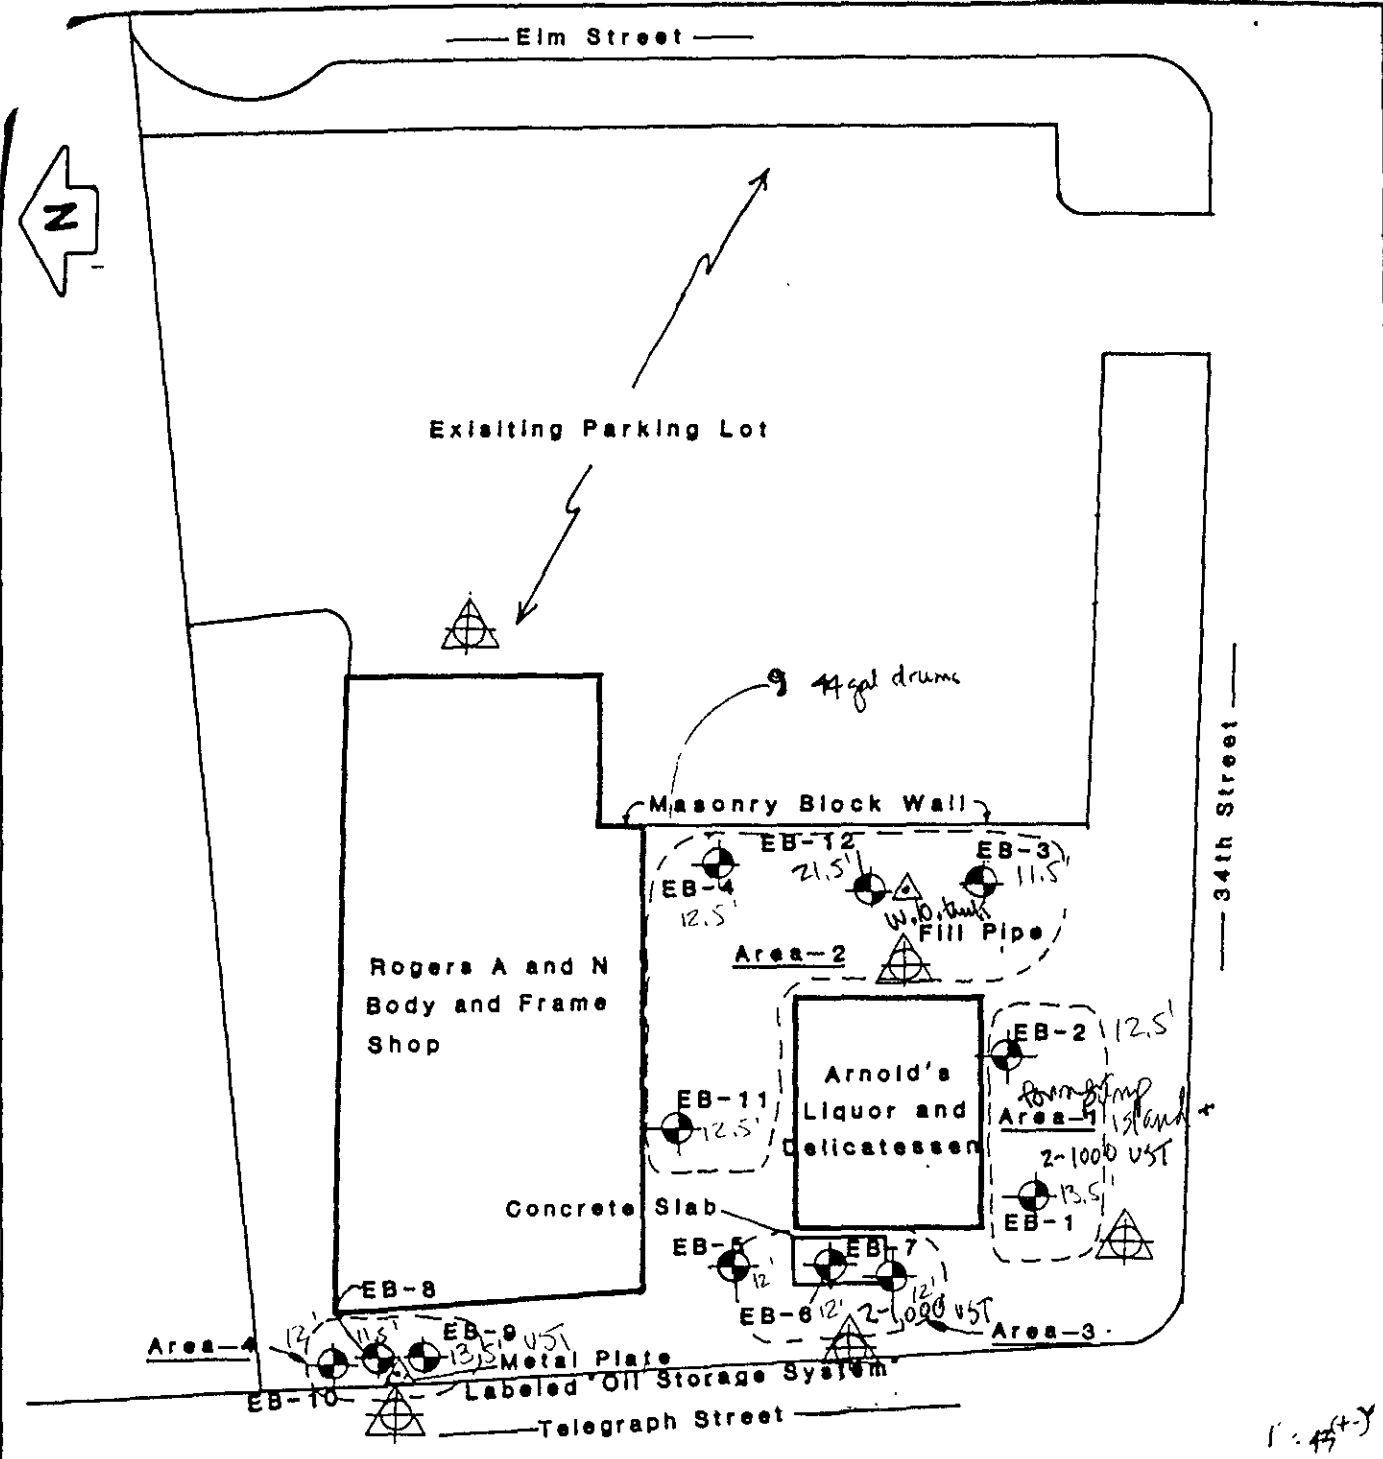 Elm Street
N
Exisiting Parking Lot
9 44 gal drums
Masonry Block Wall
34th Street
EB-12
21.5'
EB-3
11.5'
EB-4
12.5'
W.O. tank
Fill Pipe
Area-2
Rogers A and N
Body and Frame
Shop
EB-2 12.5'
Arnold's
Liquor and
Delicatessen
island
Area-1
2-1000 UST
EB-11
12.5'
13.5'
EB-1
Concrete Slab
EB-5
12'
EB-7
12'
EB-6 12' 2-1,000 UST
Area-3
EB-8
12'
11.5'
EB-9
13.5' UST
Area-4
EB-10
Metal Plate
Labeled "Oil Storage System"
Telegraph Street